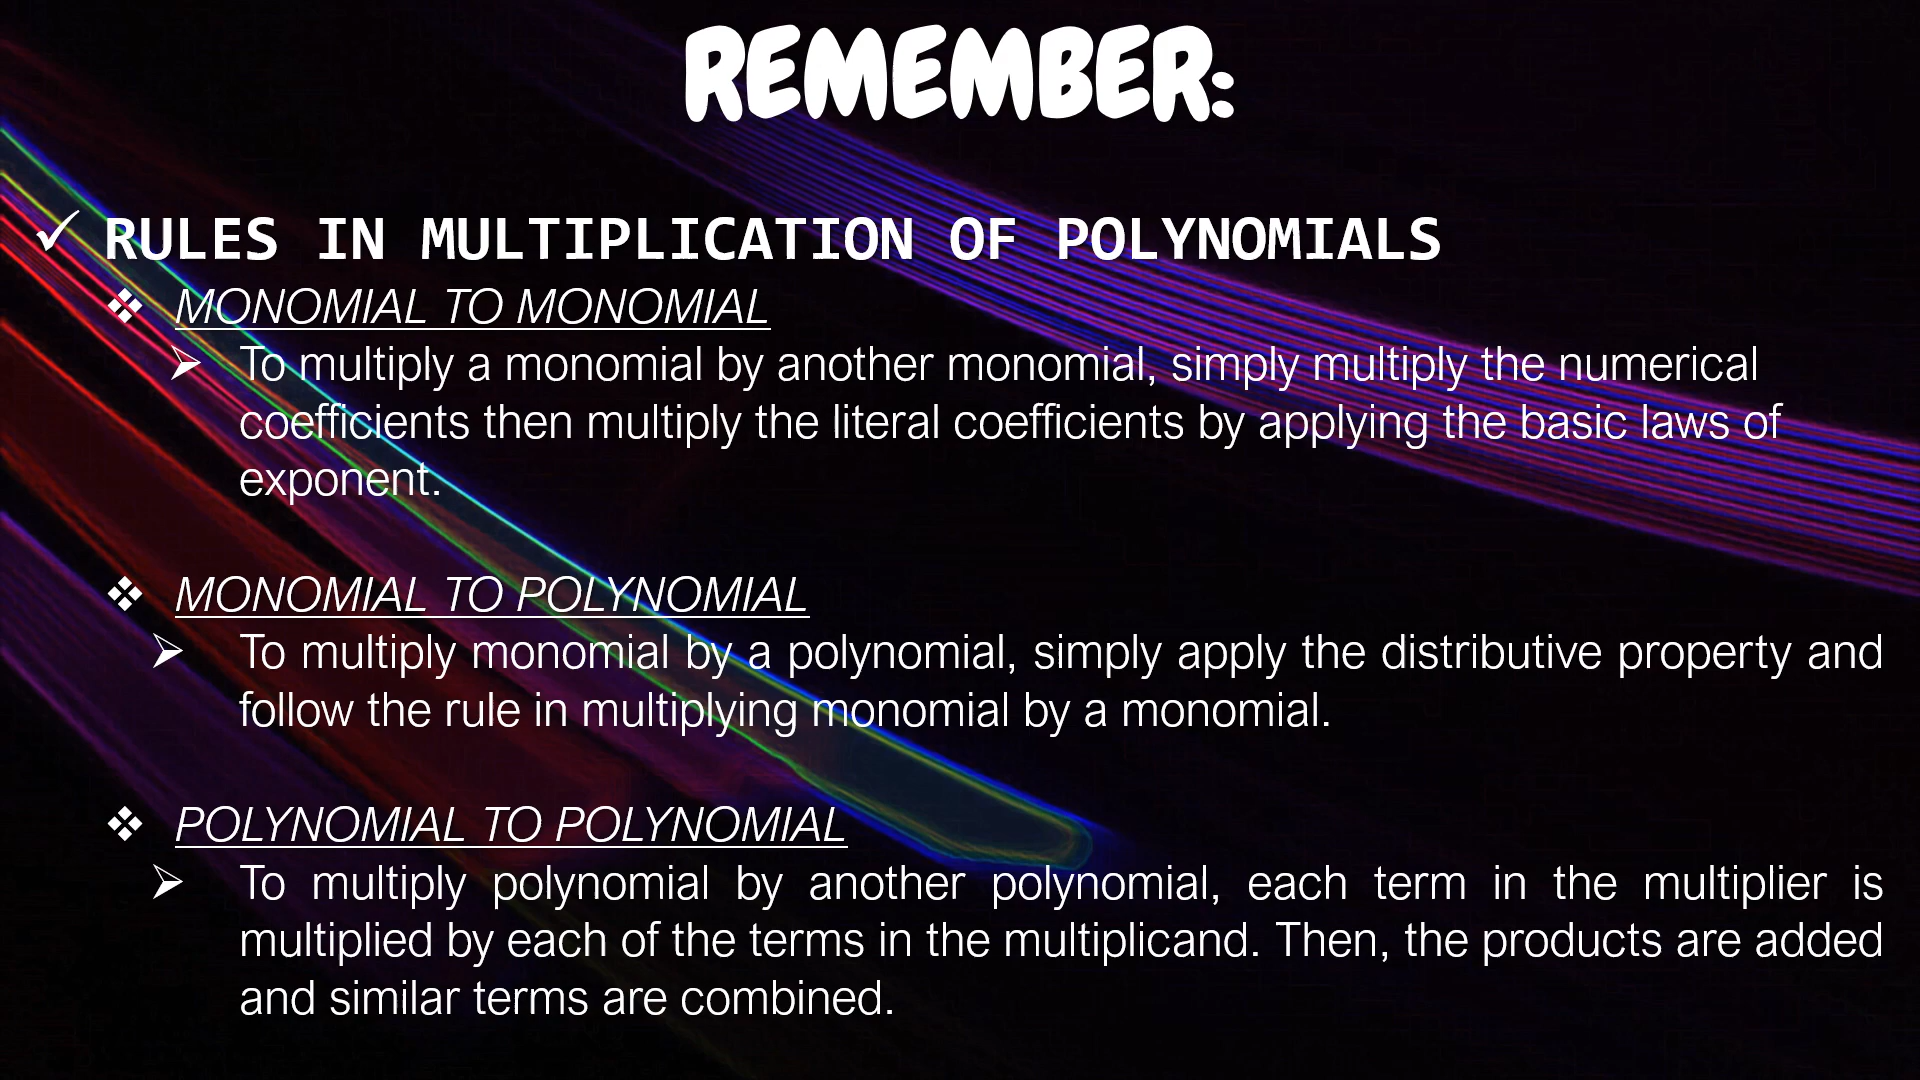 REMEMBER:
✓ RULES IN MULTIPLICATION OF POLYNOMIALS
❖ MONOMIAL TO MONOMIAL
➢ To multiply a monomial by another monomial, simply multiply the numerical
coefficients then multiply the literal coefficients by applying the basic laws of
exponent.
❖ MONOMIAL TO POLYNOMIAL
➢ To multiply monomial by a polynomial, simply apply the distributive property and
follow the rule in multiplying monomial by a monomial.
❖ POLYNOMIAL TO POLYNOMIAL
➢ To multiply polynomial by another polynomial, each term in the multiplier is
multiplied by each of the terms in the multiplicand. Then, the products are added
and similar terms are combined.